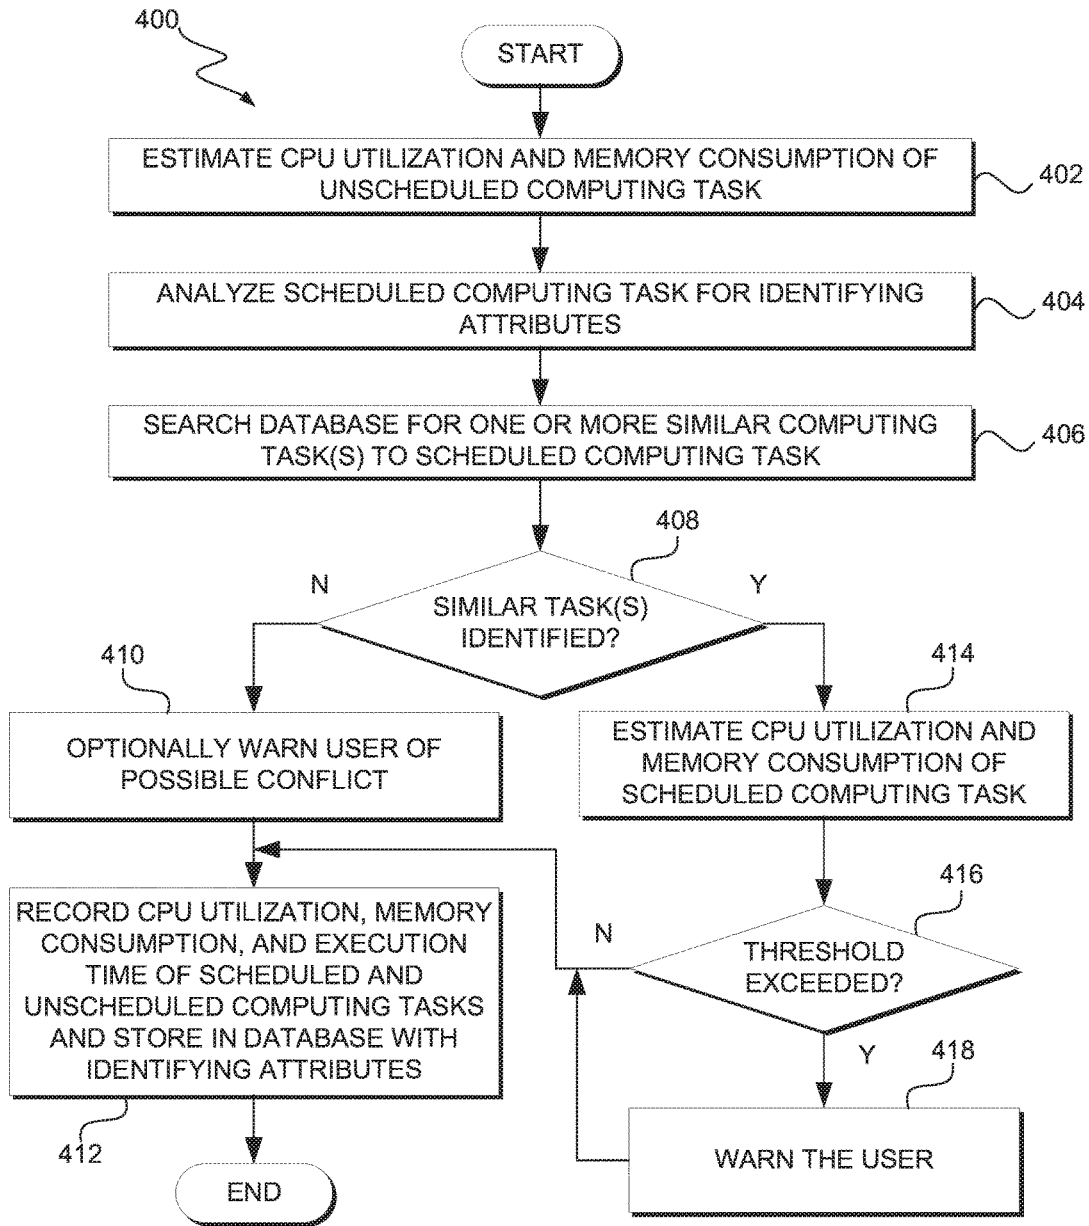 400
START
ESTIMATE CPU UTILIZATION AND MEMORY CONSUMPTION OF
UNSCHEDULED COMPUTING TASK
402
ANALYZE SCHEDULED COMPUTING TASK FOR IDENTIFYING
ATTRIBUTES
404
SEARCH DATABASE FOR ONE OR MORE SIMILAR COMPUTING
TASK(S) TO SCHEDULED COMPUTING TASK
406
408
N
Y
SIMILAR TASK(S)
IDENTIFIED?
410
OPTIONALLY WARN USER OF
POSSIBLE CONFLICT
414
ESTIMATE CPU UTILIZATION AND
MEMORY CONSUMPTION OF
SCHEDULED COMPUTING TASK
416
N
THRESHOLD
EXCEEDED?
Y
RECORD CPU UTILIZATION, MEMORY
CONSUMPTION, AND EXECUTION
TIME OF SCHEDULED AND
UNSCHEDULED COMPUTING TASKS
AND STORE IN DATABASE WITH
IDENTIFYING ATTRIBUTES
412
418
WARN THE USER
END